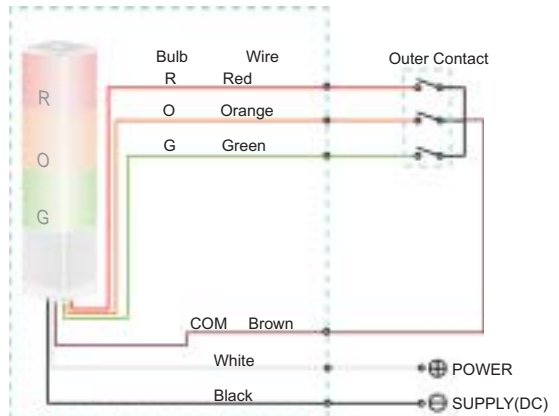 Bulb Wire Outer Contact
R Red
R
O Orange
O
G Green
G
COM Brown
White
POWER
Black
SUPPLY(DC)